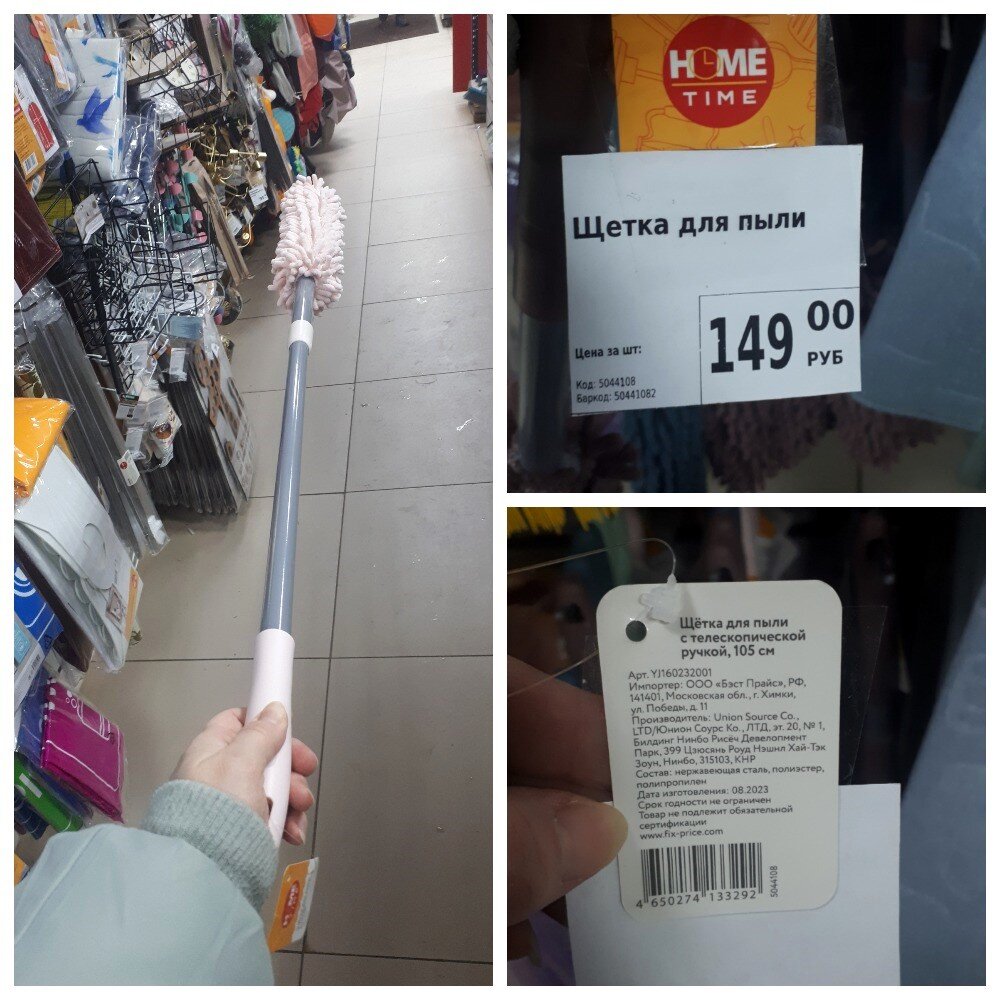 HOME
TIME
Щетка для пыли
149 00
РУБ
Цена за шт:
Код: 5044108
Баркод: 50441082
Щётка для пыли
с телескопической
ручкой, 105 см
Арт. YJ160232001
Импортер: ООО «Бэст Прайс», РФ,
141401, Московская обл., г. Химки,
ул. Победы, д. 11
Производитель: Union Source Co.,
LTD/Юнион Соурс Ко., ЛТД, эт. 20, № 1,
Билдинг Нинбо Рисёч Девелопмент
Парк, 399 Цзюсянь Роуд Нэшнл Хай-Тэк
Зоун, Нинбо, 315103, КНР
Состав: нержавеющая сталь, полиэстер,
полипропилен
Дата изготовления: 08.2023
Срок годности не ограничен
Товар не подлежит обязательной
сертификации
www.fix-price.com
4 650274 133292
5044108
HOME